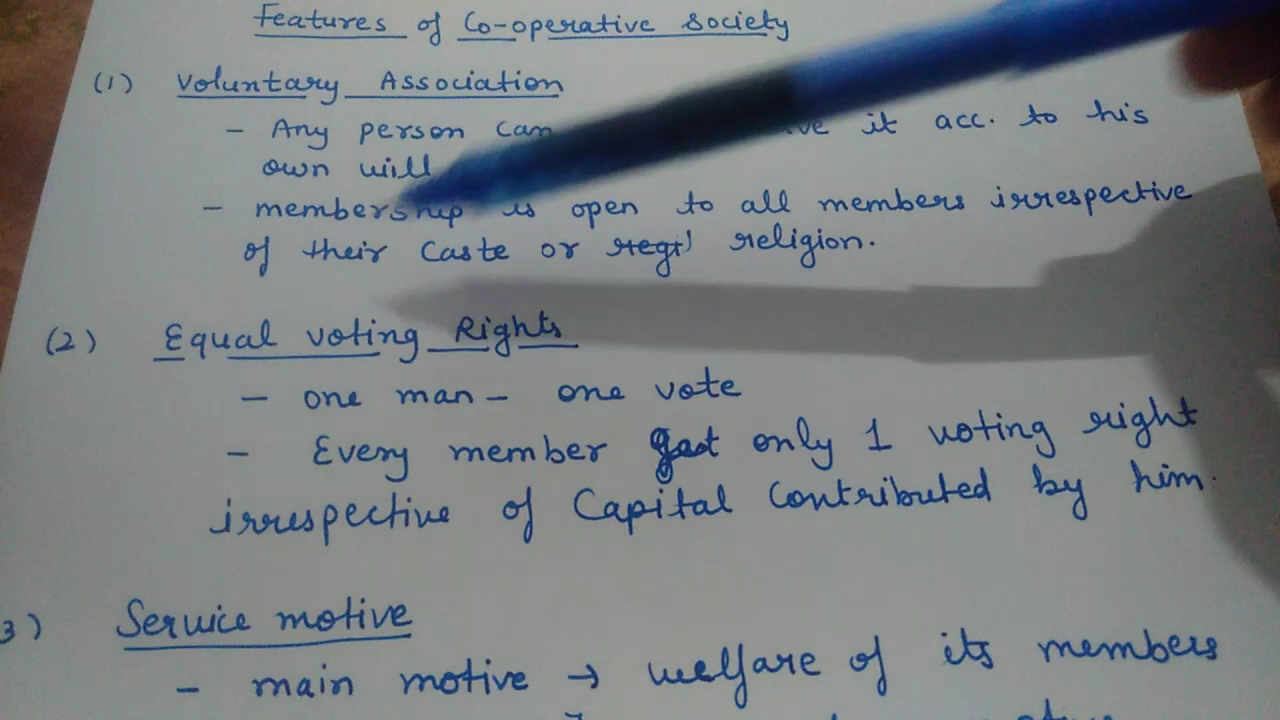 Features of Co-operative Society
(1) Voluntary Association
- Any person can it acc. to his
own will
- membership is open to all members irrespective
of their caste or religion.
(2) Equal voting Rights
- one man - one vote
- Every member get only 1 voting right
irrespective of Capital Contributed by him.
3) Service motive
- main motive → welfare of its members